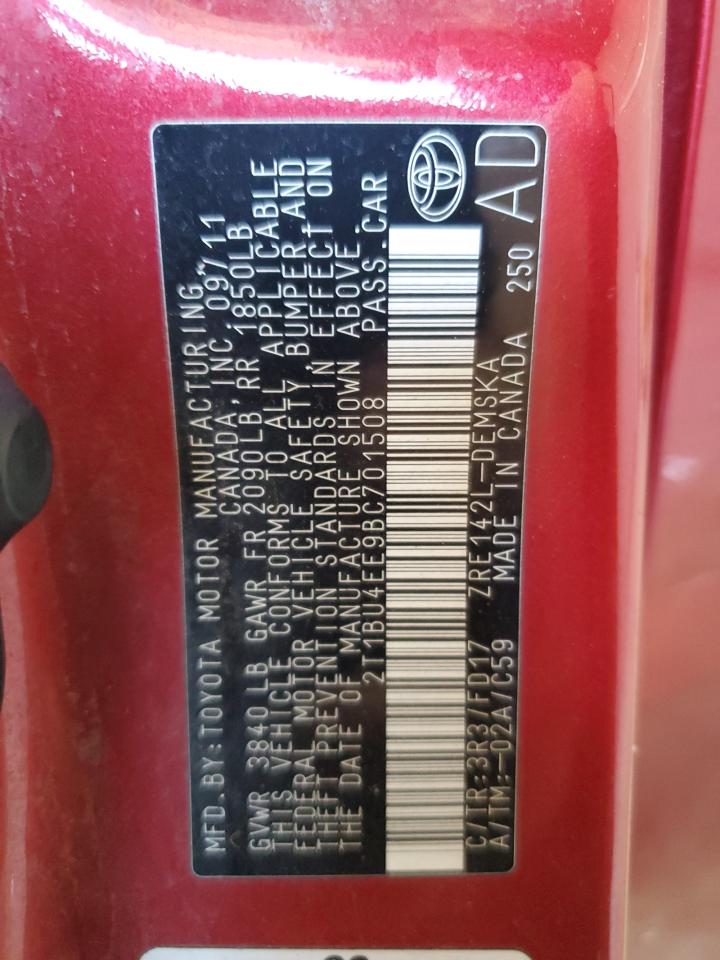 MFD.BY:TOYOTA MOTOR MANUFACTURING,
CANADA, INC. 09/11
GVWR 3840 LB GAWR FR 2090LB, RR 1850LB
THIS VEHICLE CONFORMS TO ALL APPLICABLE
FEDERAL MOTOR VEHICLE SAFETY, BUMPER, AND
THEFT PREVENTION STANDARDS IN EFFECT ON
THE DATE OF MANUFACTURE SHOWN ABOVE.
2T1BU4EE9BC701508 PASS.CAR
C/TR:3R3/FD17 ZRE142L-DEMSKA
A/TM:-02A/C59 MADE IN CANADA 250 AD